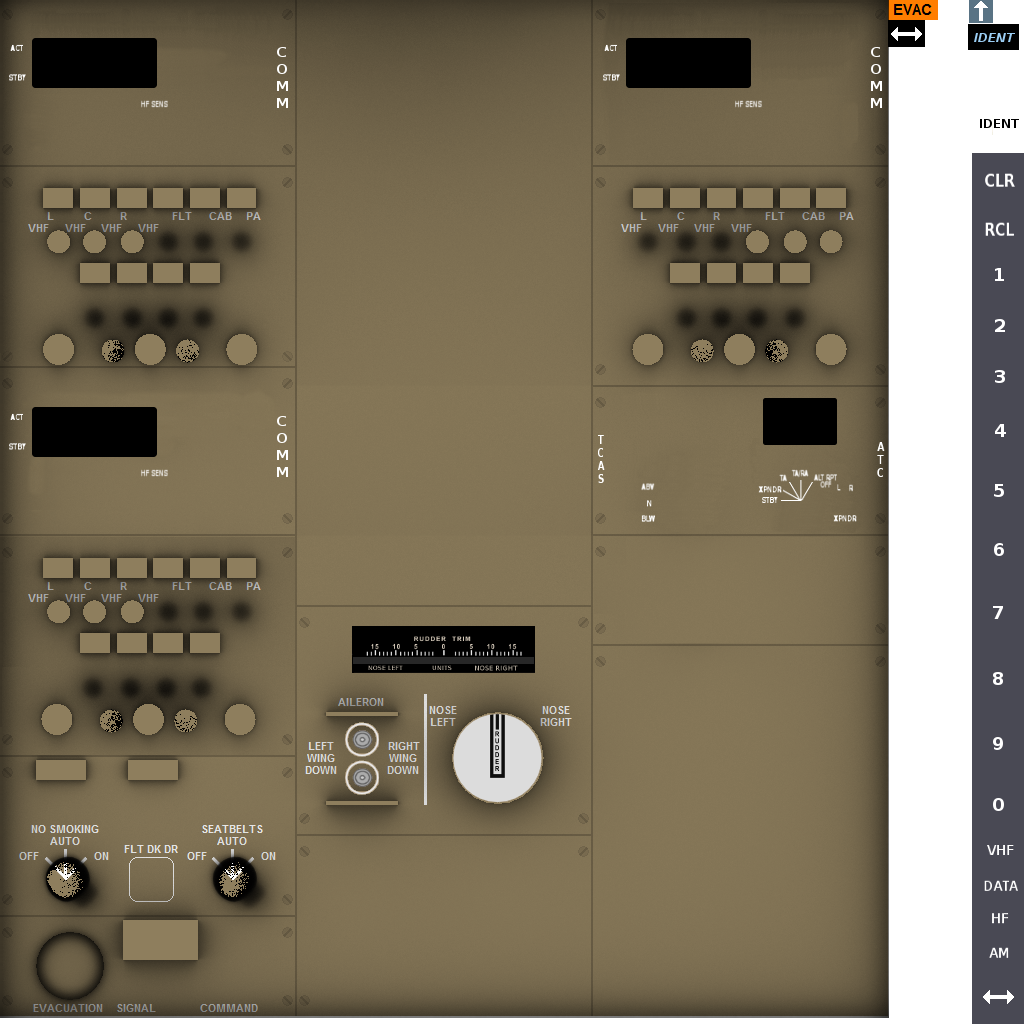 EVAC
IDENT
ACT
STBY
HF SENS
COMM
ACT
STBY
HF SENS
COMM
IDENT
CLR
RCL
1
2
3
4
5
6
7
8
9
0
VHF
DATA
HF
AM
L C R FLT CAB PA
VHF VHF VHF VHF
L C R FLT CAB PA
VHF VHF VHF VHF
ACT
STBY
HF SENS
COMM
TCAS
ABV
N
BLW
TA/RA
TA
ALT RPT
OFF
XPNDR
STBY
L R
XPNDR
ATC
L C R FLT CAB PA
VHF VHF VHF VHF
RUDDER TRIM
15 10 5 0 5 10 15
NOSE LEFT UNITS NOSE RIGHT
AILERON
LEFT
WING
DOWN
RIGHT
WING
DOWN
NOSE
LEFT
NOSE
RIGHT
RUDDER
NO SMOKING
AUTO
OFF ON
FLT DK DR
SEATBELTS
AUTO
OFF ON
EVACUATION SIGNAL COMMAND